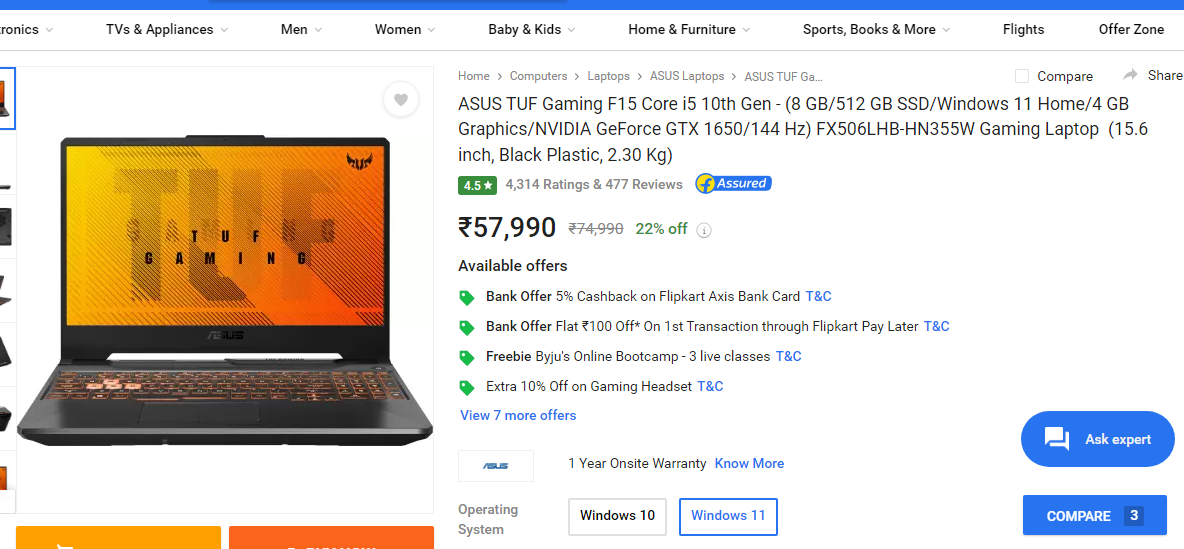 TVs & Appliances
Men
Women
Baby & Kids
Home & Furniture
Sports, Books & More
Flights
Offer Zone
Home > Computers > Laptops > ASUS Laptops > ASUS TUF Ga...
Compare
Share
ASUS TUF Gaming F15 Core i5 10th Gen - (8 GB/512 GB SSD/Windows 11 Home/4 GB
Graphics/NVIDIA GeForce GTX 1650/144 Hz) FX506LHB-HN355W Gaming Laptop (15.6
inch, Black Plastic, 2.30 Kg)
4.5★ 4,314 Ratings & 477 Reviews Assured
₹57,990 ₹74,990 22% off
Available offers
Bank Offer 5% Cashback on Flipkart Axis Bank Card T&C
Bank Offer Flat ₹100 Off* On 1st Transaction through Flipkart Pay Later T&C
Freebie Byju's Online Bootcamp - 3 live classes T&C
Extra 10% Off on Gaming Headset T&C
View 7 more offers
TUF
GAMING
ASUS
ASUS
1 Year Onsite Warranty Know More
Ask expert
Operating
System
Windows 10
Windows 11
COMPARE 3